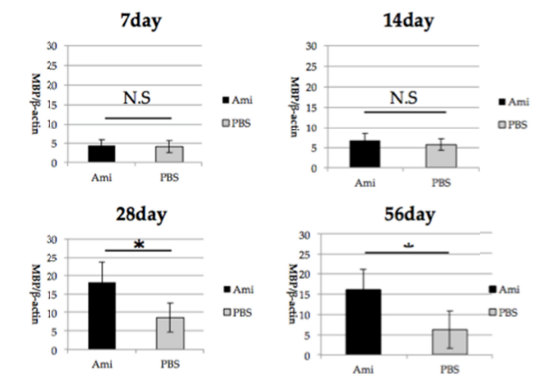 7day
14day
30
25
20
15
10
5
0
MBP/β-actin
N.S
Ami
PBS
Ami
PBS
30
25
20
15
10
5
0
MBP/β-actin
N.S
Ami
PBS
Ami
PBS
28day
56day
30
25
20
15
10
5
0
MBP/β-actin
*
Ami
PBS
Ami
PBS
30
25
20
15
10
5
0
MBP/β-actin
*
Ami
PBS
Ami
PBS